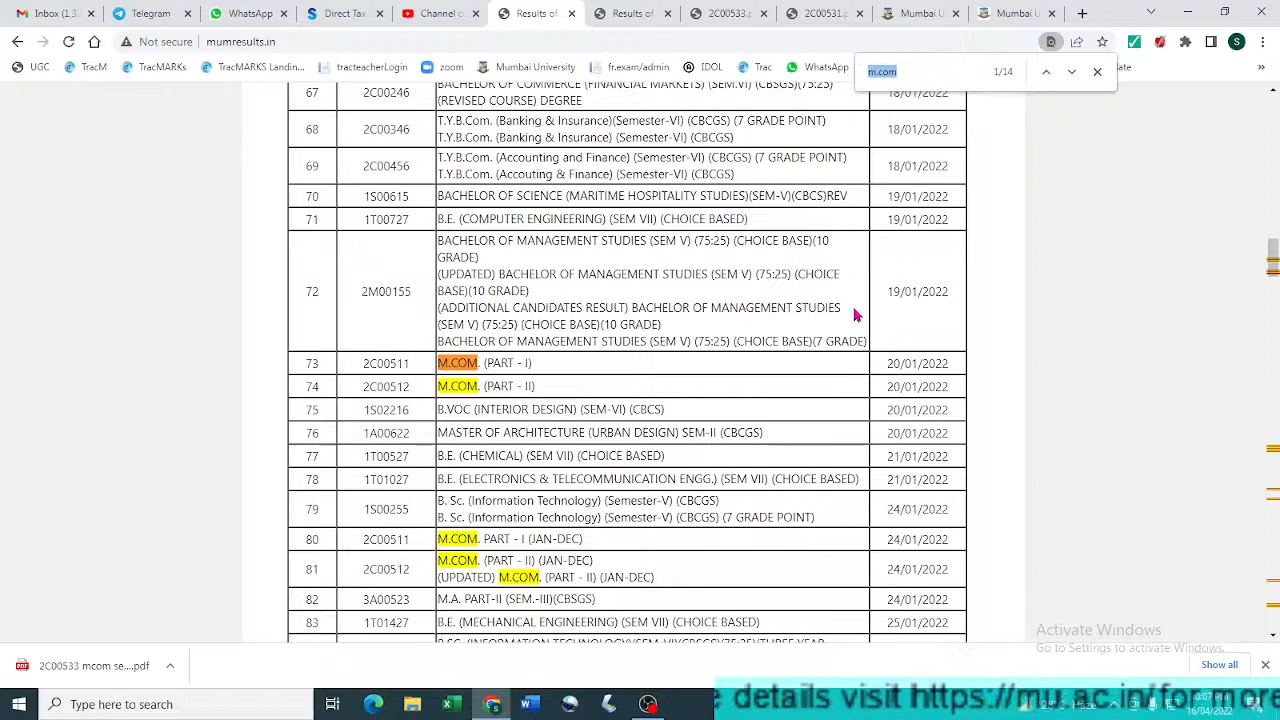 Inbox (1,3
Telegram
WhatsApp
Direct Tax
Channel c
Results of
Results of
2C00533.p
2C00531.p
Mumbai U
Mumbai U
Not secure
mumresults.in
UGC
TracM
TracMARKs
tracMARKS Landin...
tracteacherLogin
zoom
Mumbai University
fr.exam/admin
IDOL
Trac
WhatsApp
m.com
1/14
67 2C00246 BACHELOR OF COMMERCE (FINANCIAL MARKETS) (SEM.VI) (CBSGS)(75:25) 18/01/2022
(REVISED COURSE) DEGREE
68 2C00346 T.Y.B.Com. (Banking & Insurance)(Semester-VI) (CBCGS) (7 GRADE POINT) 18/01/2022
T.Y.B.Com. (Banking & Insurance) (Semester-VI) (CBCGS)
69 2C00456 T.Y.B.Com. (Accounting and Finance) (Semester-VI) (CBCGS) (7 GRADE POINT) 18/01/2022
T.Y.B.Com. (Accouting & Finance) (Semester-VI) (CBCGS)
70 1S00615 BACHELOR OF SCIENCE (MARITIME HOSPITALITY STUDIES)(SEM-V)(CBCS)REV 19/01/2022
71 1T00727 B.E. (COMPUTER ENGINEERING) (SEM VII) (CHOICE BASED) 19/01/2022
BACHELOR OF MANAGEMENT STUDIES (SEM V) (75:25) (CHOICE BASE)(10
GRADE)
(UPDATED) BACHELOR OF MANAGEMENT STUDIES (SEM V) (75:25) (CHOICE
72 2M00155 BASE)(10 GRADE) 19/01/2022
(ADDITIONAL CANDIDATES RESULT) BACHELOR OF MANAGEMENT STUDIES
(SEM V) (75:25) (CHOICE BASE)(10 GRADE)
BACHELOR OF MANAGEMENT STUDIES (SEM V) (75:25) (CHOICE BASE)(7 GRADE)
73 2C00511 M.COM. (PART - I) 20/01/2022
74 2C00512 M.COM. (PART - II) 20/01/2022
75 1S02216 B.VOC (INTERIOR DESIGN) (SEM-VI) (CBCS) 20/01/2022
76 1A00622 MASTER OF ARCHITECTURE (URBAN DESIGN) SEM-II (CBCGS) 20/01/2022
77 1T00527 B.E. (CHEMICAL) (SEM VII) (CHOICE BASED) 21/01/2022
78 1T01027 B.E. (ELECTRONICS & TELECOMMUNICATION ENGG.) (SEM VII) (CHOICE BASED) 21/01/2022
79 1S00255 B. Sc. (Information Technology) (Semester-V) (CBCGS) 24/01/2022
B. Sc. (Information Technology) (Semester-V) (CBCGS) (7 GRADE POINT)
80 2C00511 M.COM. PART - I (JAN-DEC) 24/01/2022
81 2C00512 M.COM. (PART - II) (JAN-DEC) 24/01/2022
(UPDATED) M.COM. (PART - II) (JAN-DEC)
82 3A00523 M.A. PART-II (SEM.-III)(CBSGS) 24/01/2022
83 1T01427 B.E. (MECHANICAL ENGINEERING) (SEM VII) (CHOICE BASED) 25/01/2022
Activate Windows
Go to Settings to activate Windows.
2C00533 mcom se....pdf
Show all
Type here to search
e details visit https://mu.ac.in/for more
16/04/2022